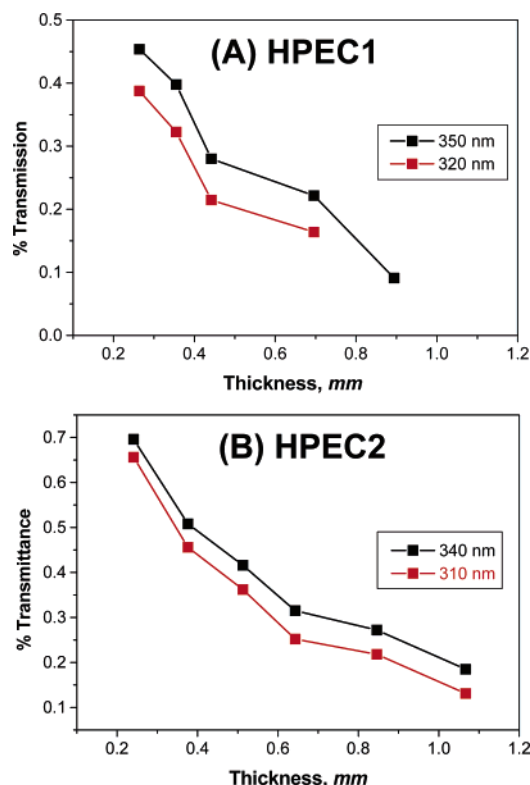 (A) HPEC1
0.5
0.4
0.3
0.2
0.1
0.0
% Transmission
350 nm
320 nm
0.2 0.4 0.6 0.8 1.0 1.2
Thickness, mm
(B) HPEC2
0.7
0.6
0.5
0.4
0.3
0.2
0.1
% Transmittance
340 nm
310 nm
0.2 0.4 0.6 0.8 1.0 1.2
Thickness, mm